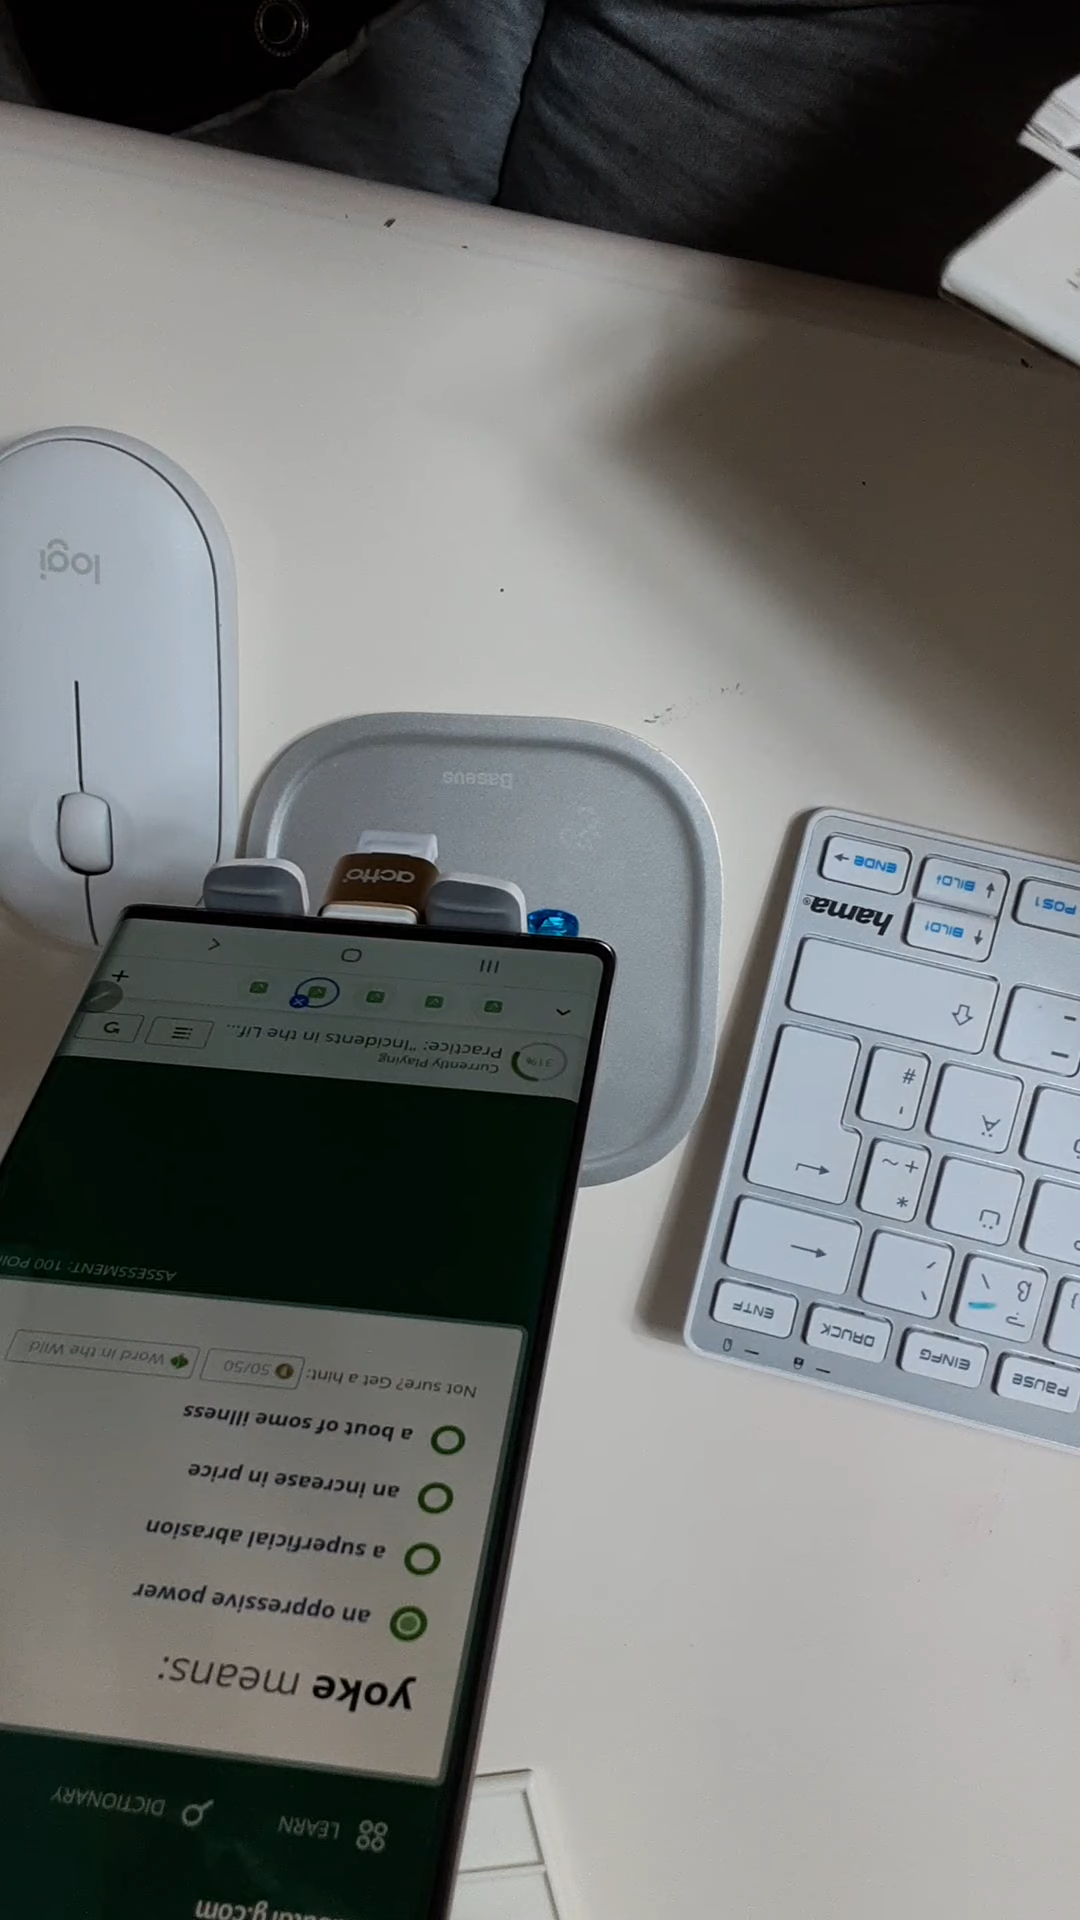 LEARN
DICTIONARY
yoke means:
an oppressive power
a superficial abrasion
an increase in price
a bout of some illness
Not sure? Get a hint:
50/50
Word in the Wild
ASSESSMENT: 100
31%
Currently Playing
Practice: "Incidents in the Lif...
actto
Baseus
logi
hama®
PAUSE
EINFG
DRUCK
ENTF
ß
Ü
+
*
~
Ä
#
'
POS1
BILD↑
BILD↓
ENDE →